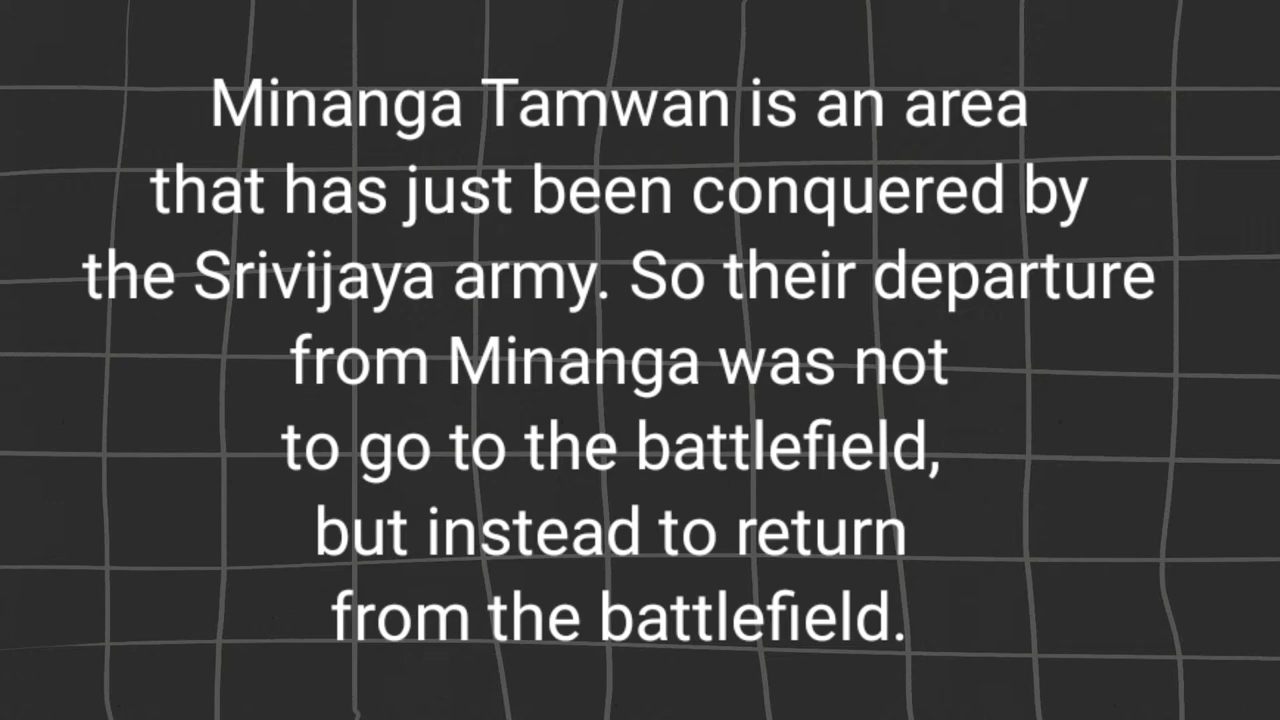 Minanga Tamwan is an area
that has just been conquered by
the Srivijaya army. So their departure
from Minanga was not
to go to the battlefield,
but instead to return
from the battlefield.